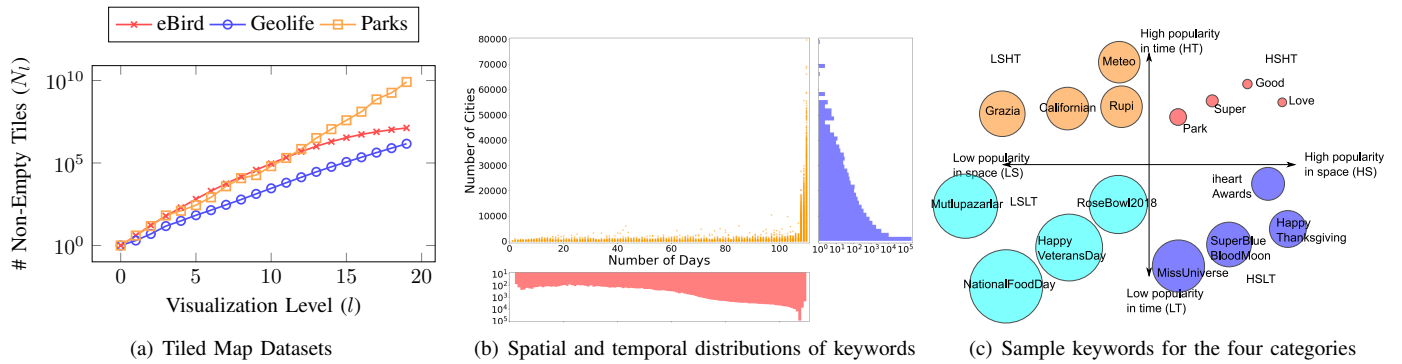 eBird Geolife Parks
# Non-Empty Tiles (N_l)
10^10
10^5
10^0
0 5 10 15 20
Visualization Level (l)
(a) Tiled Map Datasets
Number of Cities
80000
70000
60000
50000
40000
30000
20000
10000
0
0 20 40 60 80 100
Number of Days
10^0 10^1 10^2 10^3 10^4 10^5
10^1
10^2
10^3
10^4
10^5
(b) Spatial and temporal distributions of keywords
High popularity
in time (HT)
LSHT
HSHT
Meteo
Grazia
Californian
Rupi
Good
Super
Love
Park
Low popularity
in space (LS)
High popularity
in space (HS)
iheart
Awards
Mutlupazarlar
LSLT
RoseBowl2018
Happy
VeteransDay
NationalFoodDay
Happy
Thanksgiving
SuperBlue
BloodMoon
MissUniverse
HSLT
Low popularity
in time (LT)
(c) Sample keywords for the four categories